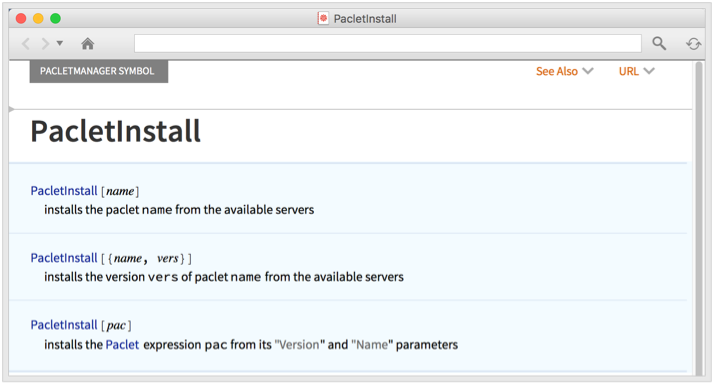 PacletInstall
PACLETMANAGER SYMBOL
See Also
URL
PacletInstall
PacletInstall[name]
installs the paclet name from the available servers
PacletInstall[{name, vers}]
installs the version vers of paclet name from the available servers
PacletInstall[pac]
installs the Paclet expression pac from its "Version" and "Name" parameters